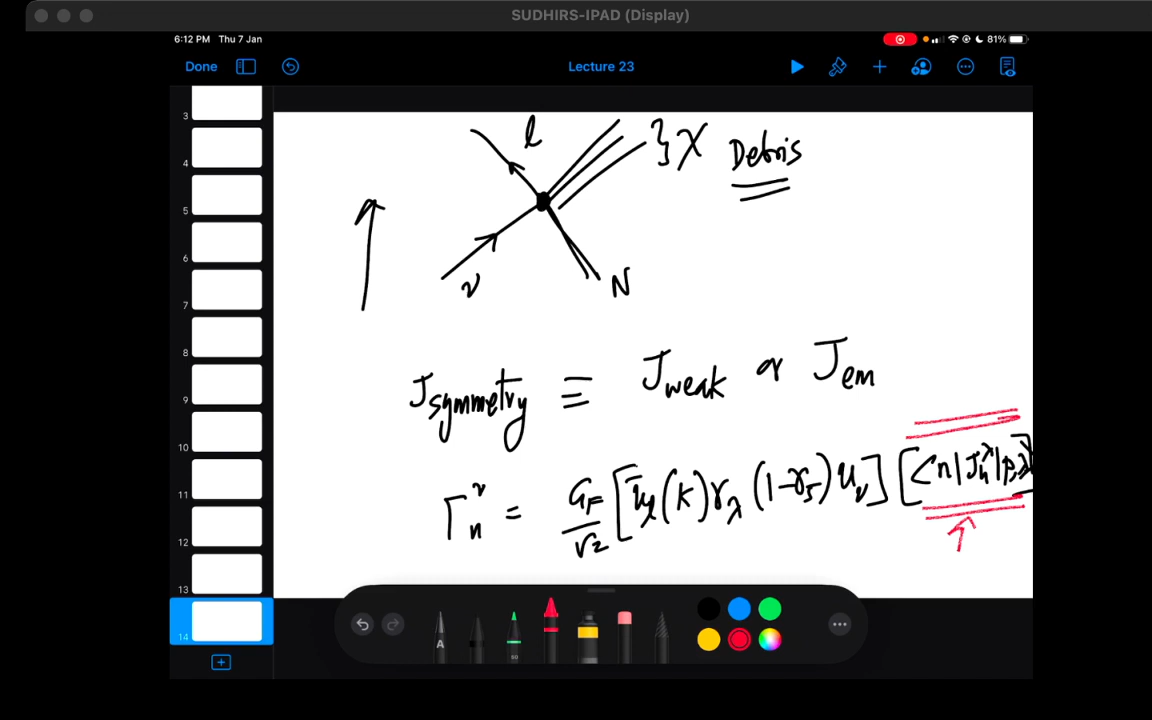 SUDHIRS-IPAD (Display)
6:12 PM Thu 7 Jan
81%
Done
Lecture 23
3
4
5
6
7
8
9
10
11
12
13
14
l
} X Debris
ν
N
J_symmetry ≡ J_weak or J_em
Γ_n^ν = G_F/√2 [ū_l(k) γ_λ (1-γ_5) u_ν] [<n|J_h^λ|p,
A
80